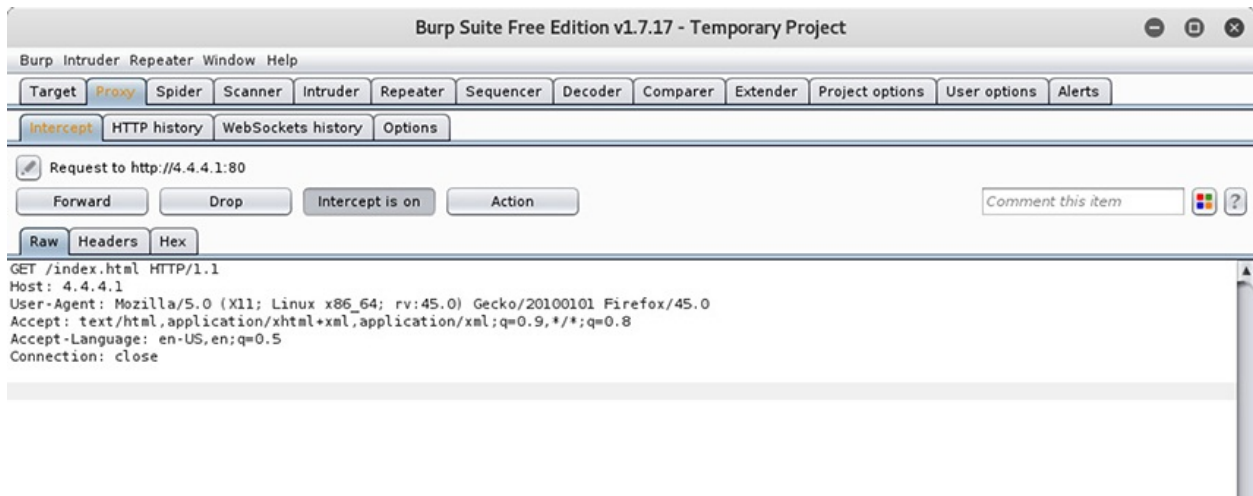 Burp Suite Free Edition v1.7.17 - Temporary Project
Burp Intruder Repeater Window Help
Target Proxy Spider Scanner Intruder Repeater Sequencer Decoder Comparer Extender Project options User options Alerts
Intercept HTTP history WebSockets history Options
Request to http://4.4.4.1:80
Forward Drop Intercept is on Action Comment this item ?
Raw Headers Hex
GET /index.html HTTP/1.1
Host: 4.4.4.1
User-Agent: Mozilla/5.0 (X11; Linux x86_64; rv:45.0) Gecko/20100101 Firefox/45.0
Accept: text/html,application/xhtml+xml,application/xml;q=0.9,*/*;q=0.8
Accept-Language: en-US,en;q=0.5
Connection: close